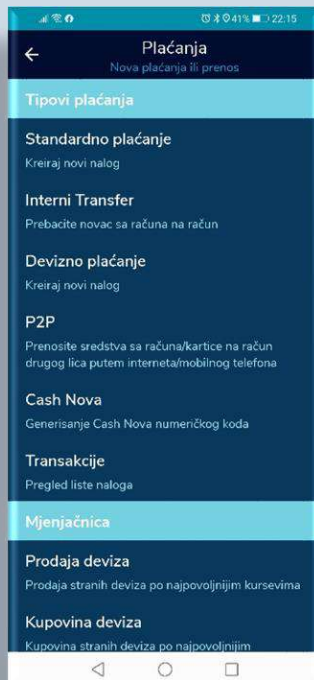 41% 22:15
Plaćanja
Nova plaćanja ili prenos
Tipovi plaćanja
Standardno plaćanje
Kreiraj novi nalog
Interni Transfer
Prebacite novac sa računa na račun
Devizno plaćanje
Kreiraj novi nalog
P2P
Prenosite sredstva sa računa/kartice na račun
drugog lica putem interneta/mobilnog telefona
Cash Nova
Generisanje Cash Nova numeričkog koda
Transakcije
Pregled liste naloga
Mjenjačnica
Prodaja deviza
Prodaja stranih deviza po najpovoljnijim kursevima
Kupovina deviza
Kupovina stranih deviza po najpovoljnijim